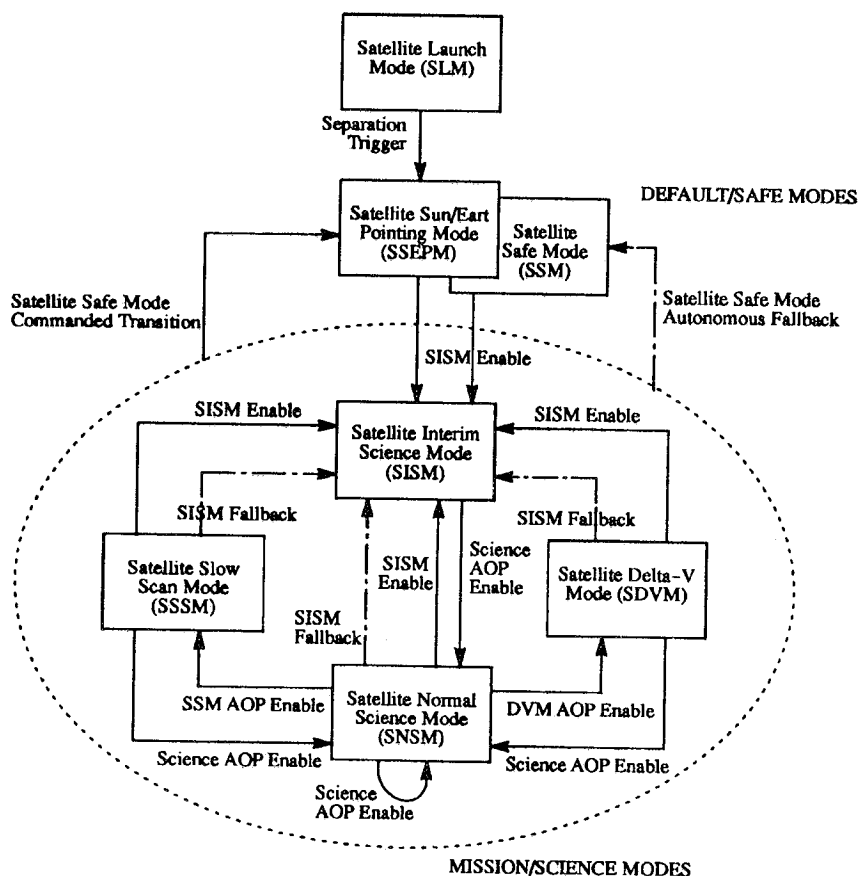 Satellite Launch
Mode (SLM)
Separation
Trigger
DEFAULT/SAFE MODES
Satellite Sun/Eart
Pointing Mode
(SSEPM)
Satellite
Safe Mode
(SSM)
Satellite Safe Mode
Commanded Transition
Satellite Safe Mode
Autonomous Fallback
SISM Enable
SISM Enable
Satellite Interim
Science Mode
(SISM)
SISM Enable
SISM Fallback
SISM Fallback
Satellite Slow
Scan Mode
(SSSM)
SISM
Enable
Science
AOP
Enable
Satellite Delta-V
Mode (SDVM)
SISM
Fallback
SSM AOP Enable
Satellite Normal
Science Mode
(SNSM)
DVM AOP Enable
Science AOP Enable
Science AOP Enable
Science
AOP Enable
MISSION/SCIENCE MODES